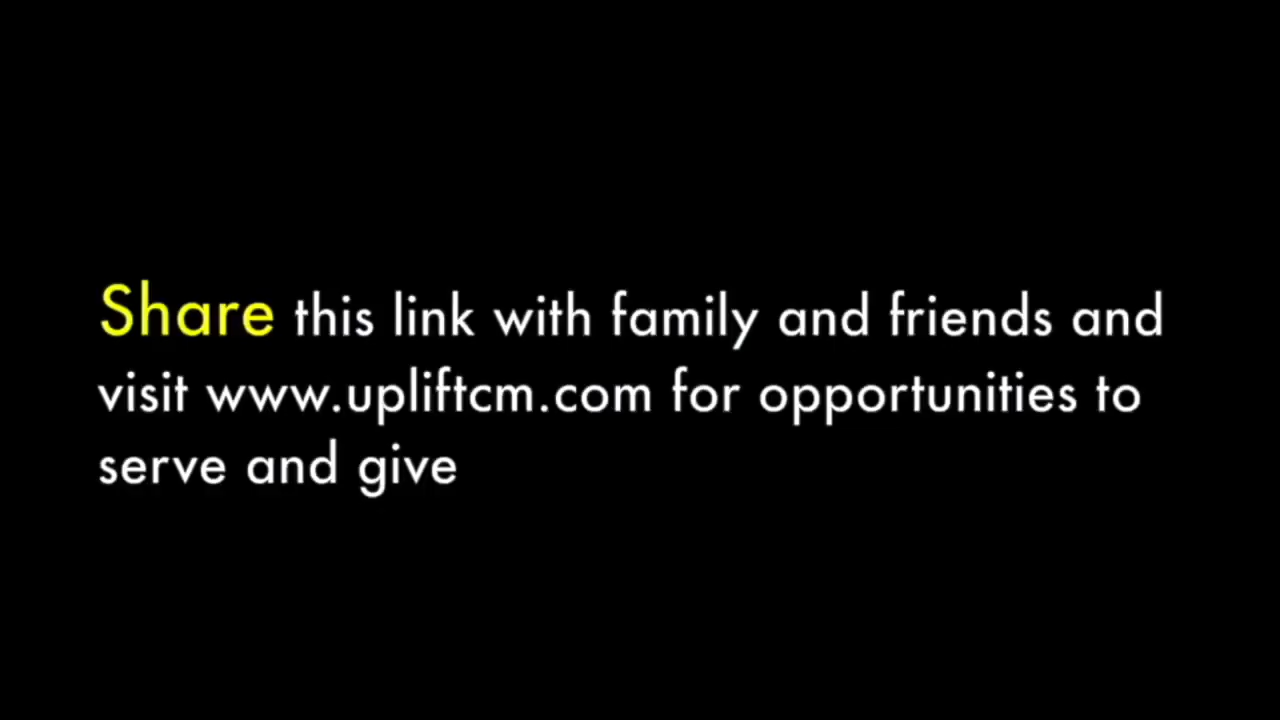 Share this link with family and friends and
visit www.upliftcm.com for opportunities to
serve and give